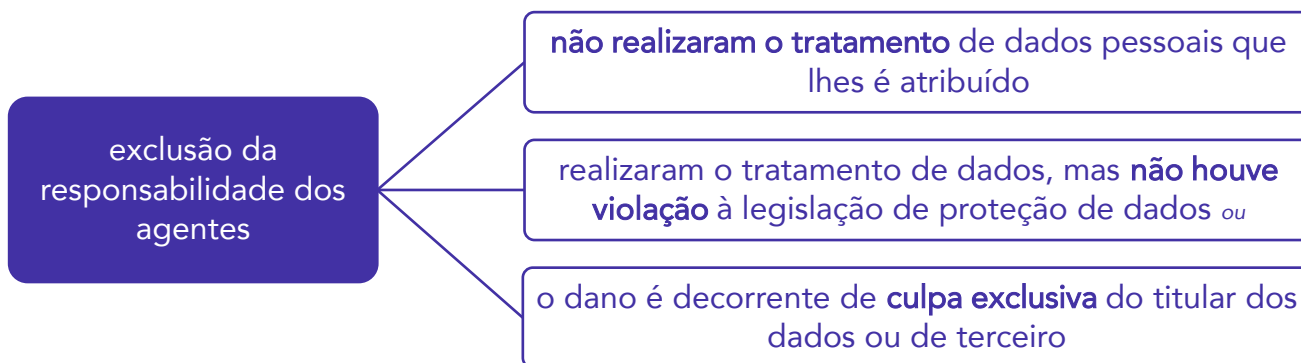 exclusão da
responsabilidade dos
agentes
não realizaram o tratamento de dados pessoais que
lhes é atribuído
realizaram o tratamento de dados, mas não houve
violação à legislação de proteção de dados ou
o dano é decorrente de culpa exclusiva do titular dos
dados ou de terceiro